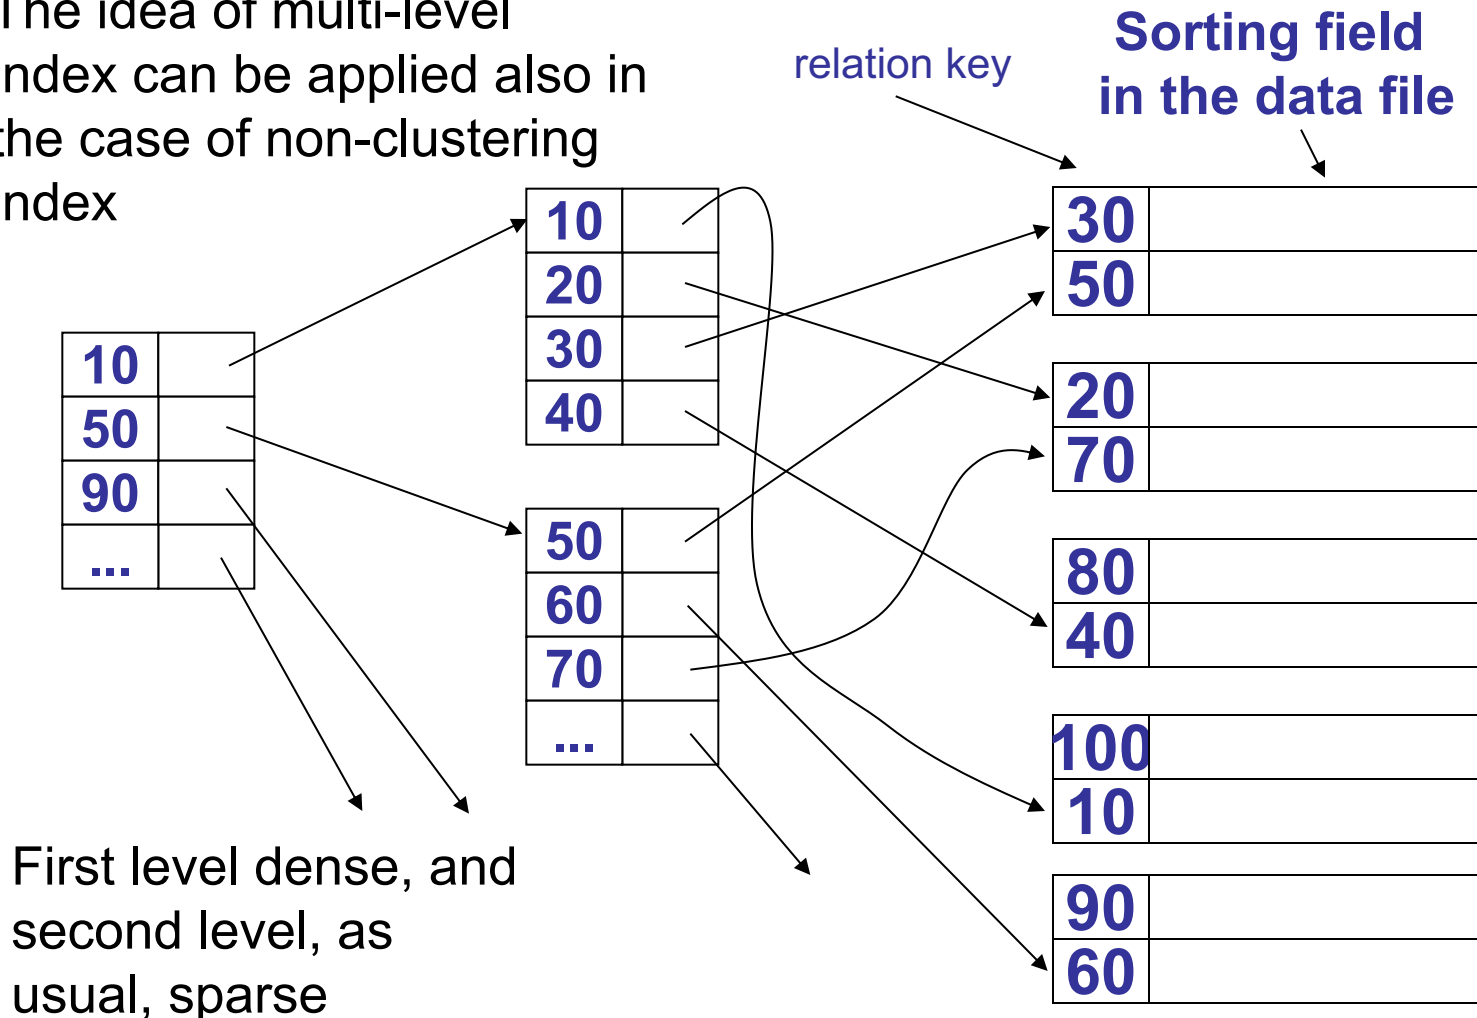 The idea of multi-level
index can be applied also in
the case of non-clustering
index
relation key
Sorting field
in the data file
10
50
90
...
10
20
30
40
50
60
70
...
30
50
20
70
80
40
100
10
90
60
First level dense, and
second level, as
usual, sparse